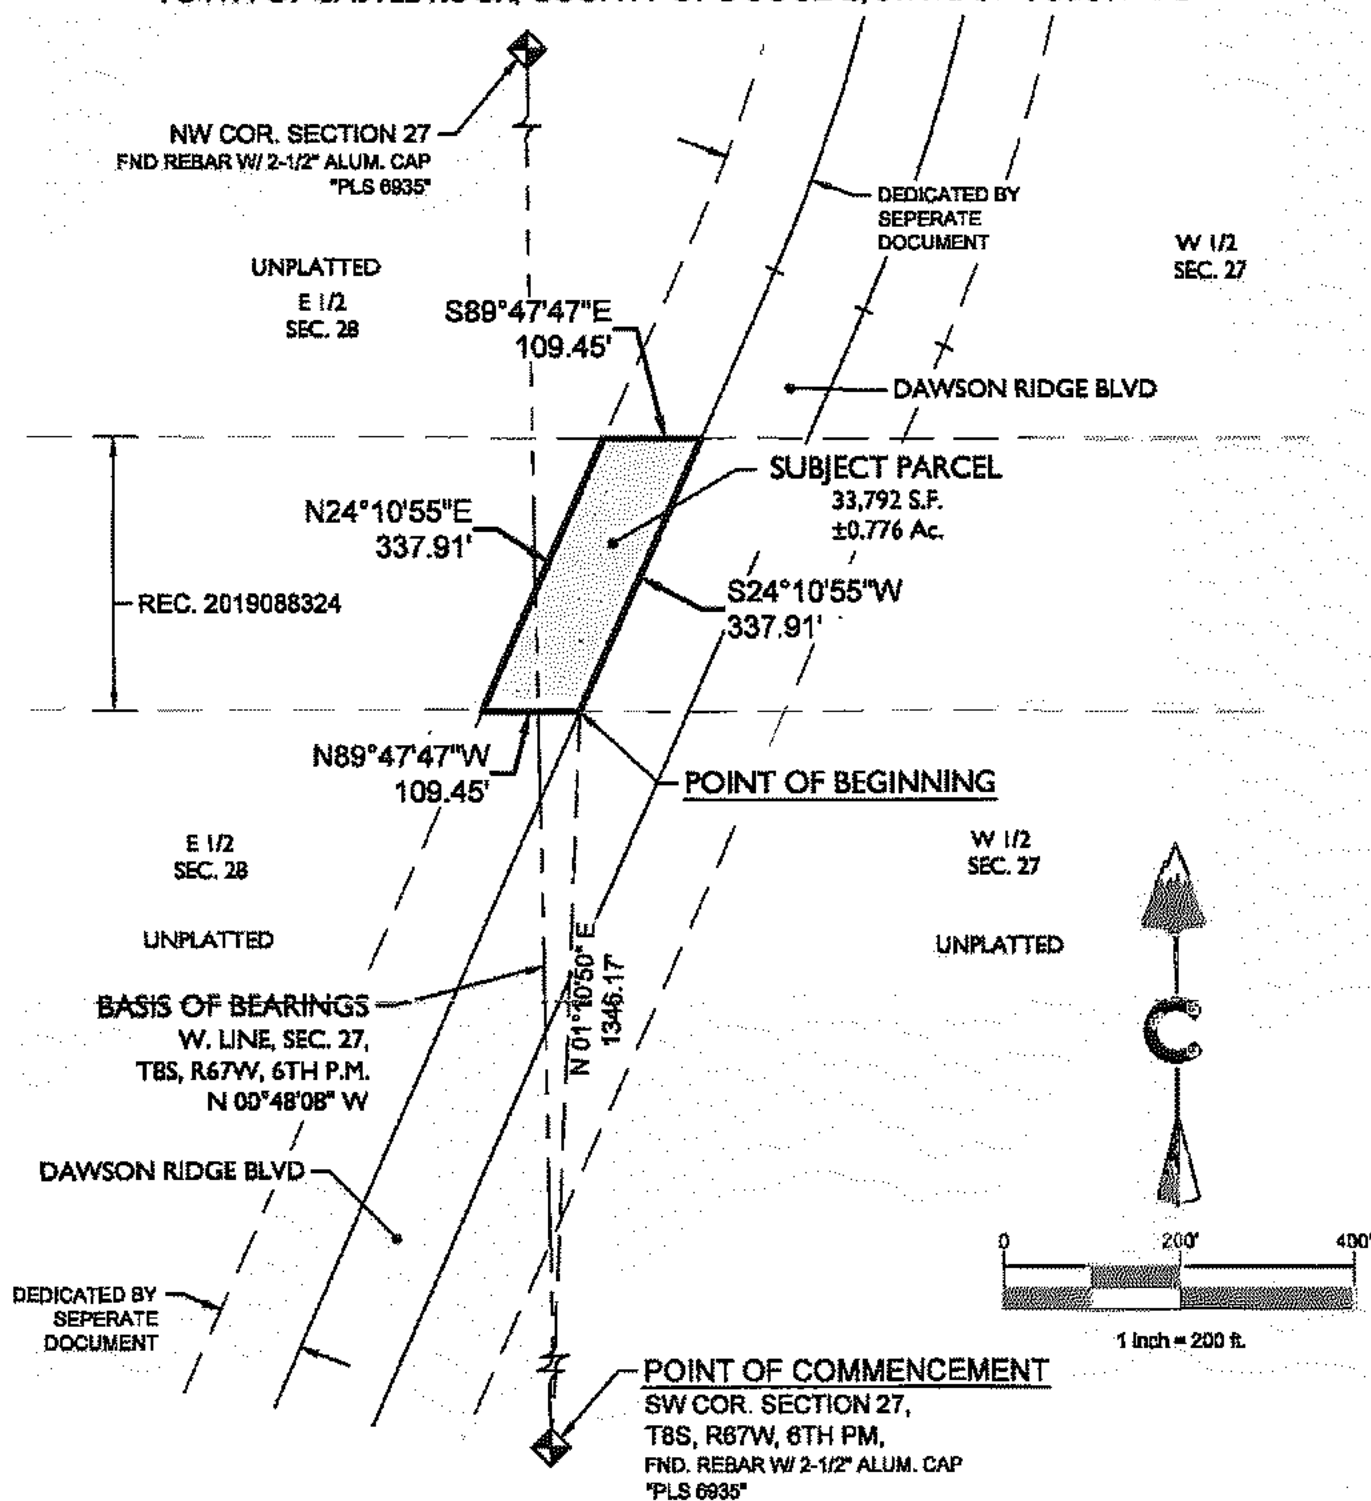 NW COR. SECTION 27
FND REBAR W/ 2-1/2" ALUM. CAP
"PLS 6935"
DEDICATED BY
SEPERATE
DOCUMENT
W 1/2
SEC. 27
UNPLATTED
E 1/2
SEC. 28
S89°47'47"E
109.45'
DAWSON RIDGE BLVD
SUBJECT PARCEL
33,792 S.F.
±0.776 Ac.
N24°10'55"E
337.91'
REC. 2019088324
S24°10'55"W
337.91'
N89°47'47"W
109.45'
POINT OF BEGINNING
E 1/2
SEC. 28
UNPLATTED
W 1/2
SEC. 27
UNPLATTED
N 01°10'50" E
1346.17'
BASIS OF BEARINGS
W. LINE, SEC. 27,
T8S, R67W, 6TH P.M.
N 00°48'08" W
DAWSON RIDGE BLVD
C
0 200' 400'
1 inch = 200 ft.
DEDICATED BY
SEPERATE
DOCUMENT
POINT OF COMMENCEMENT
SW COR. SECTION 27,
T8S, R67W, 6TH PM,
FND. REBAR W/ 2-1/2" ALUM. CAP
"PLS 6935"